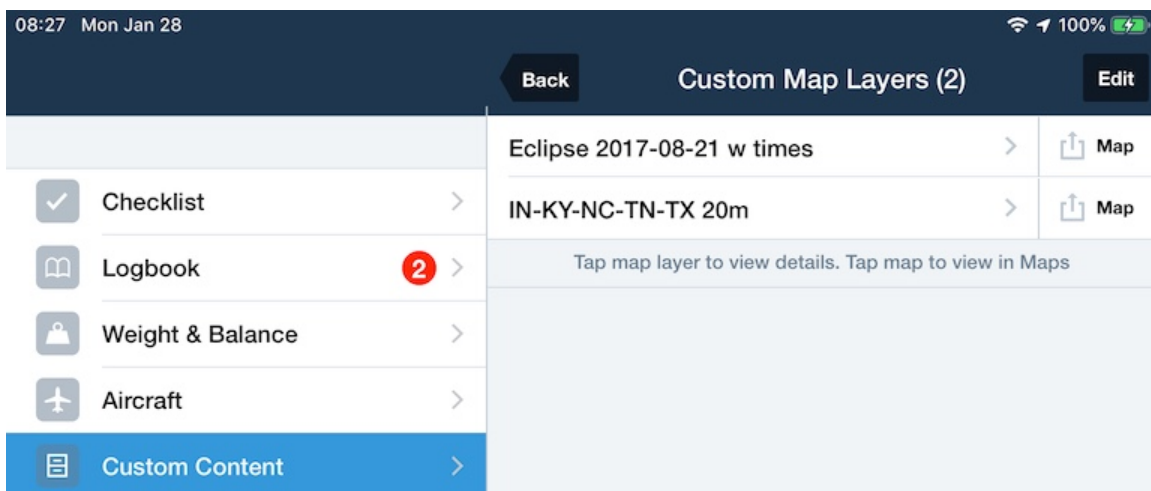 08:27 Mon Jan 28
100%
Back
Custom Map Layers (2)
Edit
Checklist
Logbook
2
Weight & Balance
Aircraft
Custom Content
Eclipse 2017-08-21 w times
Map
IN-KY-NC-TN-TX 20m
Map
Tap map layer to view details. Tap map to view in Maps